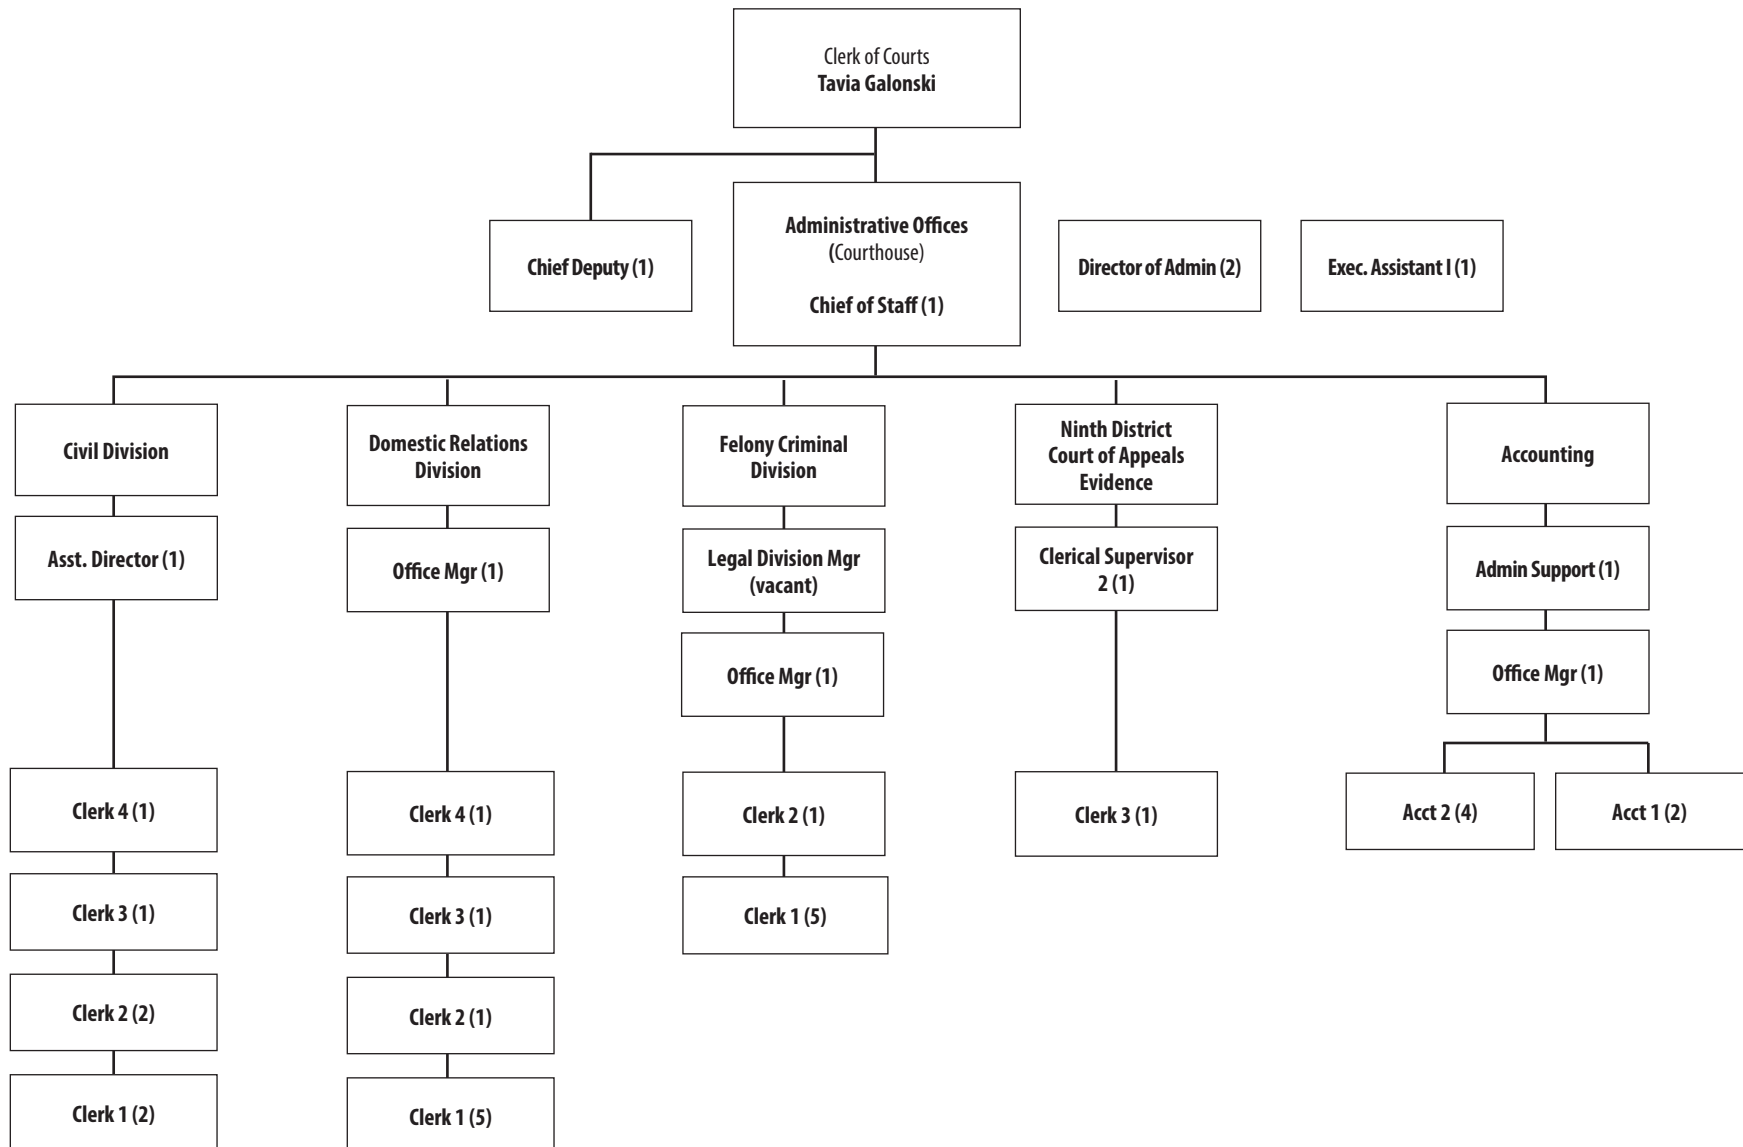 Clerk of Courts
Tavia Galonski
Chief Deputy (1)
Administrative Offices
(Courthouse)
Chief of Staff (1)
Director of Admin (2)
Exec. Assistant I (1)
Civil Division
Domestic Relations
Division
Felony Criminal
Division
Ninth District
Court of Appeals
Evidence
Accounting
Asst. Director (1)
Office Mgr (1)
Legal Division Mgr
(vacant)
Clerical Supervisor
2 (1)
Admin Support (1)
Office Mgr (1)
Office Mgr (1)
Clerk 4 (1)
Clerk 4 (1)
Clerk 2 (1)
Clerk 3 (1)
Acct 2 (4)
Acct 1 (2)
Clerk 3 (1)
Clerk 3 (1)
Clerk 1 (5)
Clerk 2 (2)
Clerk 2 (1)
Clerk 1 (2)
Clerk 1 (5)